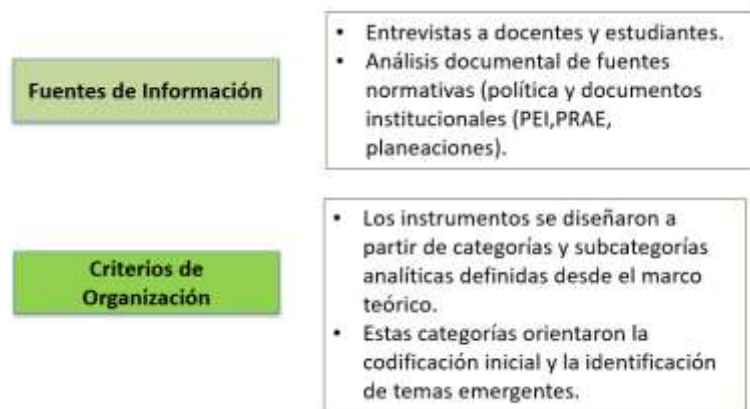 Fuentes de Información
• Entrevistas a docentes y estudiantes.
• Análisis documental de fuentes
normativas (política y documentos
institucionales (PEI,PRAE,
planeaciones).
Criterios de
Organización
• Los instrumentos se diseñaron a
partir de categorías y subcategorías
analíticas definidas desde el marco
teórico.
• Estas categorías orientaron la
codificación inicial y la identificación
de temas emergentes.